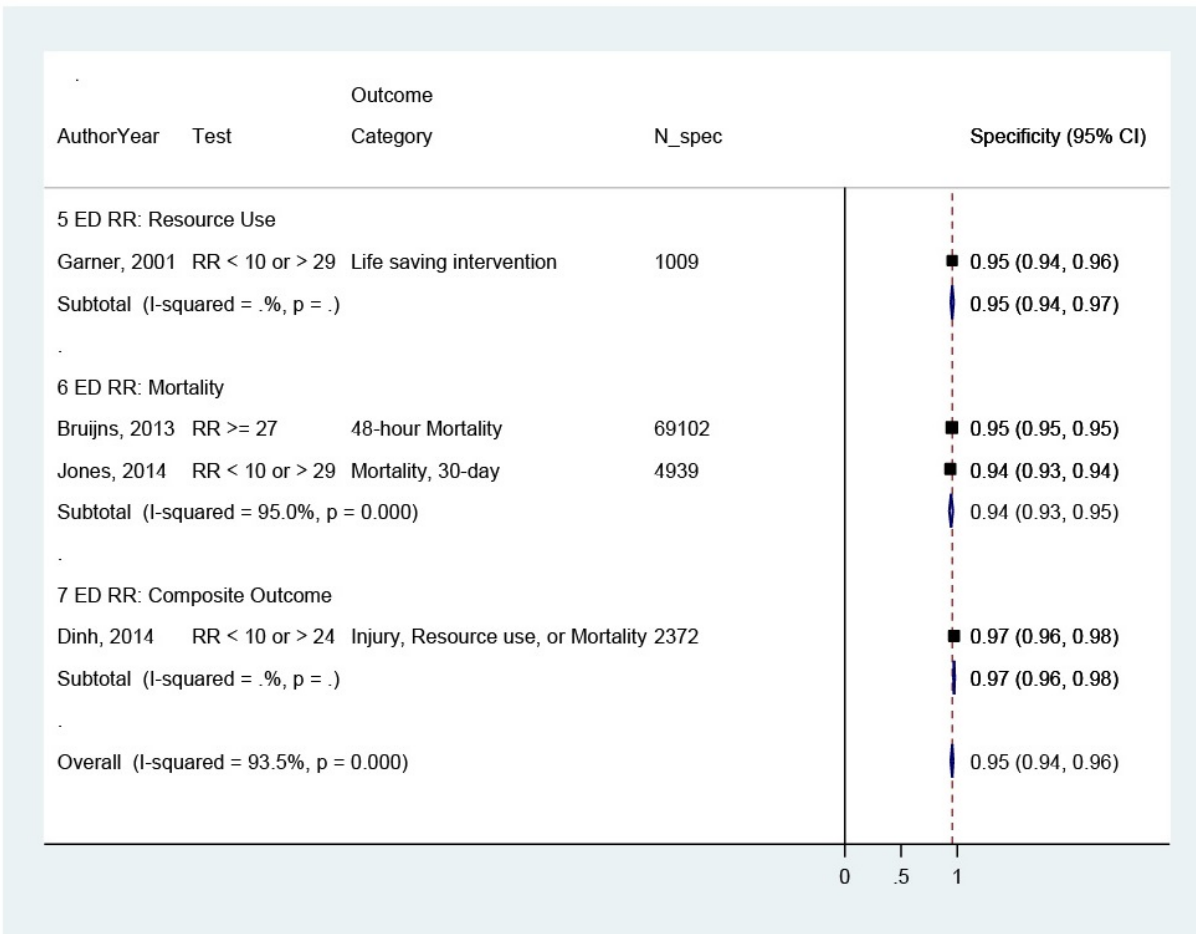 .
Outcome
AuthorYear Test Category N_spec Specificity (95% CI)
5 ED RR: Resource Use
Garner, 2001 RR < 10 or > 29 Life saving intervention 1009 0.95 (0.94, 0.96)
Subtotal (I-squared = .%, p = .) 0.95 (0.94, 0.97)
.
6 ED RR: Mortality
Bruijns, 2013 RR >= 27 48-hour Mortality 69102 0.95 (0.95, 0.95)
Jones, 2014 RR < 10 or > 29 Mortality, 30-day 4939 0.94 (0.93, 0.94)
Subtotal (I-squared = 95.0%, p = 0.000) 0.94 (0.93, 0.95)
.
7 ED RR: Composite Outcome
Dinh, 2014 RR < 10 or > 24 Injury, Resource use, or Mortality 2372 0.97 (0.96, 0.98)
Subtotal (I-squared = .%, p = .) 0.97 (0.96, 0.98)
.
Overall (I-squared = 93.5%, p = 0.000) 0.95 (0.94, 0.96)
0 .5 1